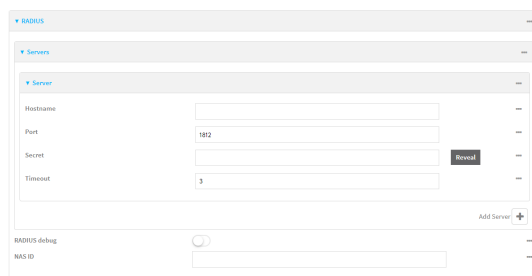 RADIUS
Servers
Server
Hostname
Port 1812
Secret Reveal
Timeout 3
Add Server
RADIUS debug
NAS ID